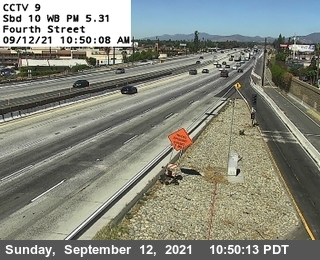 CCTV 9
Sbd 10 WB PM 5.31
Fourth Street
09/12/21 10:50:08 AM
Sunday, September 12, 2021 10:50:13 PDT